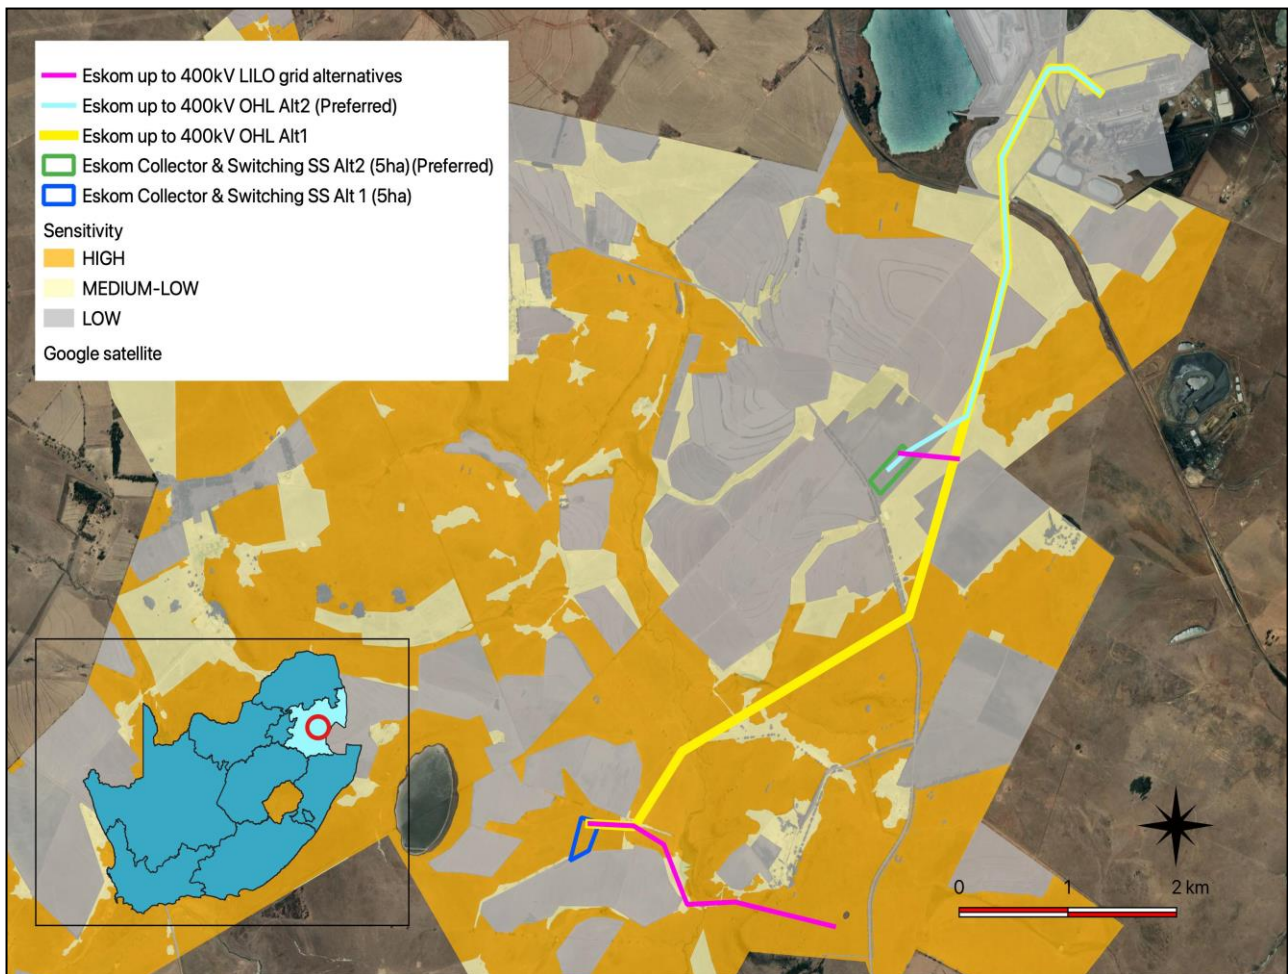 Eskom up to 400kV LILO grid alternatives
Eskom up to 400kV OHL Alt2 (Preferred)
Eskom up to 400kV OHL Alt1
Eskom Collector & Switching SS Alt2 (5ha)(Preferred)
Eskom Collector & Switching SS Alt 1 (5ha)
Sensitivity
HIGH
MEDIUM-LOW
LOW
Google satellite
0 1 2 km